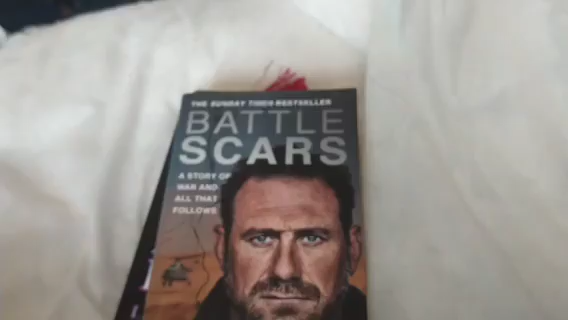 THE SUNDAY TIMES BESTSELLER
BATTLE
SCARS
A STORY OF
WAR AND
ALL THAT
FOLLOWS